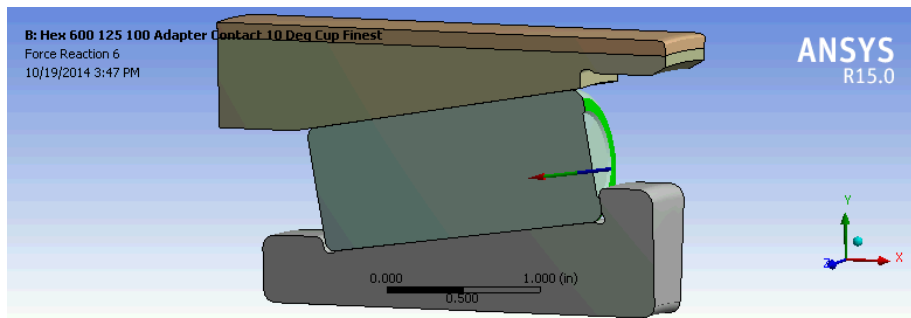 B: Hex 600 125 100 Adapter Contact 10 Deg Cup Finest
Force Reaction 6
10/19/2014 3:47 PM
ANSYS
R15.0
Y
X
Z
0.000
1.000 (in)
0.500